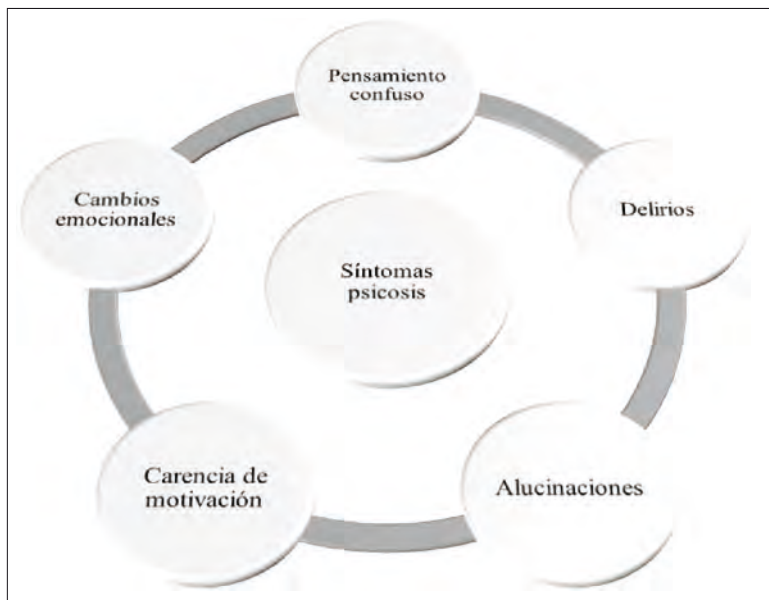 Pensamiento
confuso
Cambios
emocionales
Delirios
Síntomas
psicosis
Carencia de
motivación
Alucinaciones